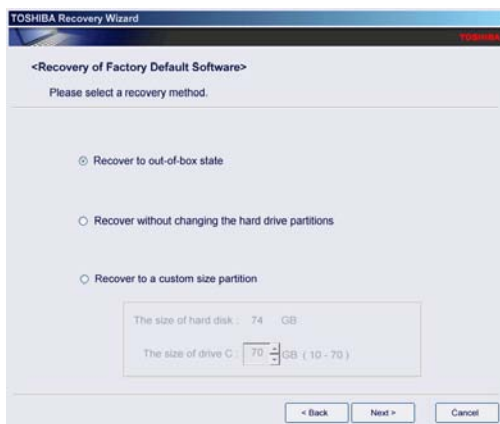 TOSHIBA Recovery Wizard
TOSHIBA
<Recovery of Factory Default Software>
Please select a recovery method.
Recover to out-of-box state
Recover without changing the hard drive partitions
Recover to a custom size partition
The size of hard disk : 74 GB
The size of drive C : 70 GB ( 10 - 70 )
< Back Next > Cancel